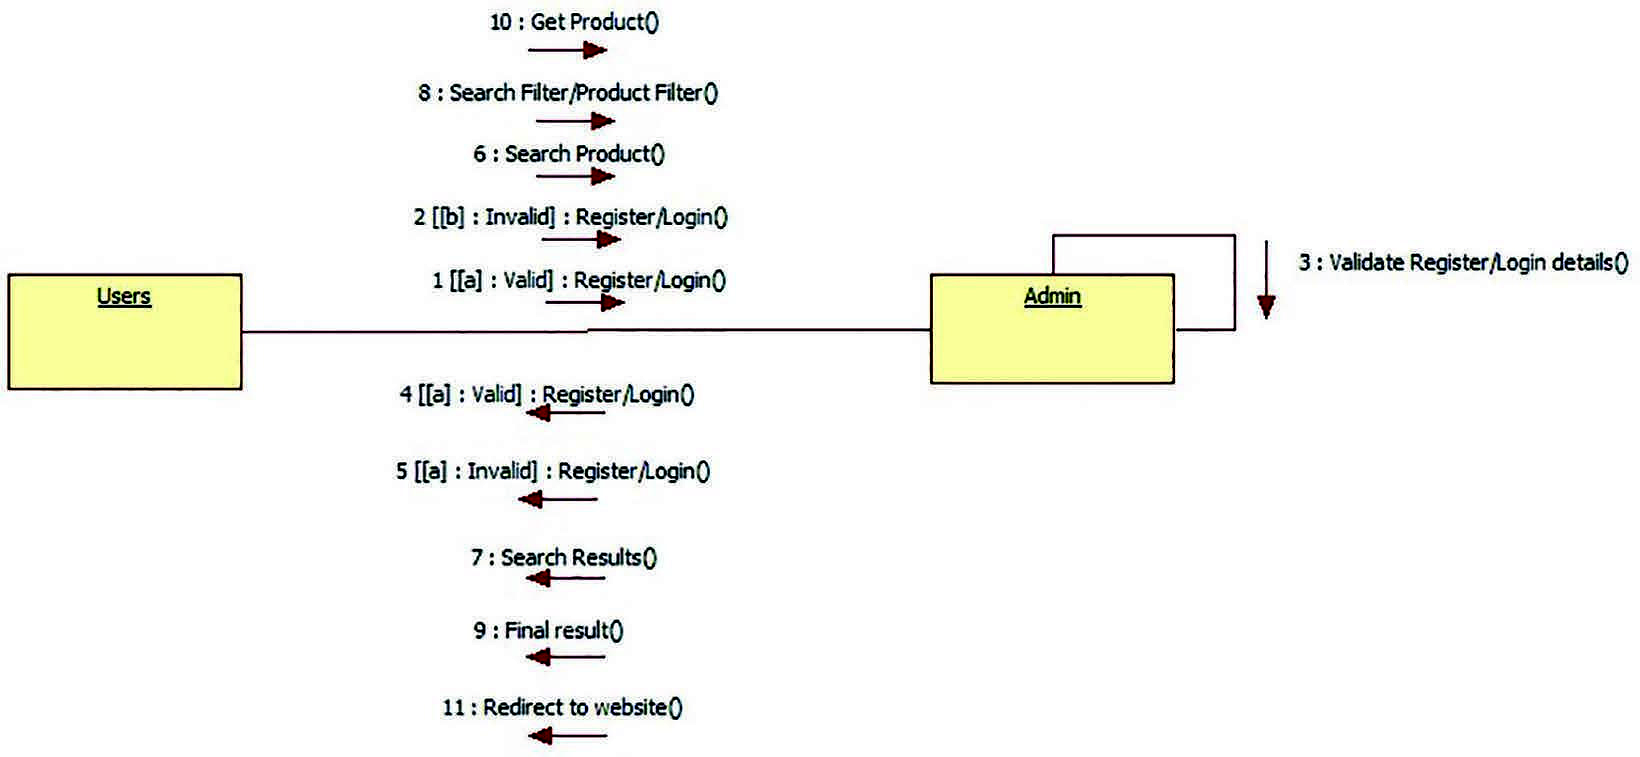 10 : Get Product()
8 : Search Filter/Product Filter()
6 : Search Product()
2 [[b] : Invalid] : Register/Login()
1 [[a] : Valid] : Register/Login()
3 : Validate Register/Login details()
Users
Admin
4 [[a] : Valid] : Register/Login()
5 [[a] : Invalid] : Register/Login()
7 : Search Results()
9 : Final result()
11 : Redirect to website()